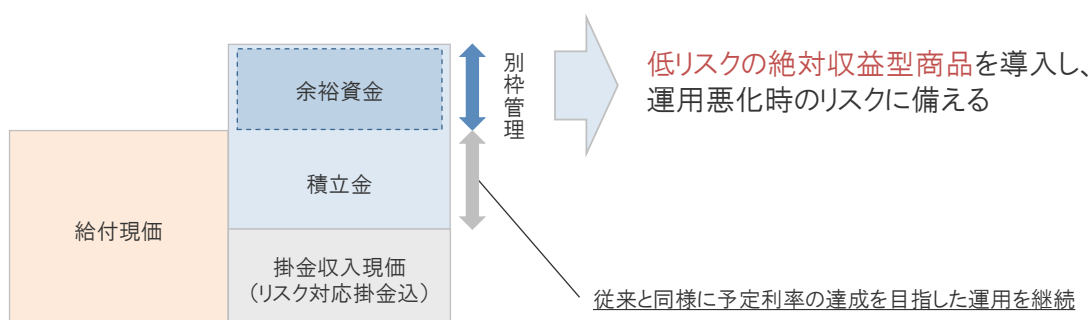 余裕資金
別枠管理
低リスクの絶対収益型商品を導入し、
運用悪化時のリスクに備える
積立金
給付現価
掛金収入現価
（リスク対応掛金込）
従来と同様に予定利率の達成を目指した運用を継続